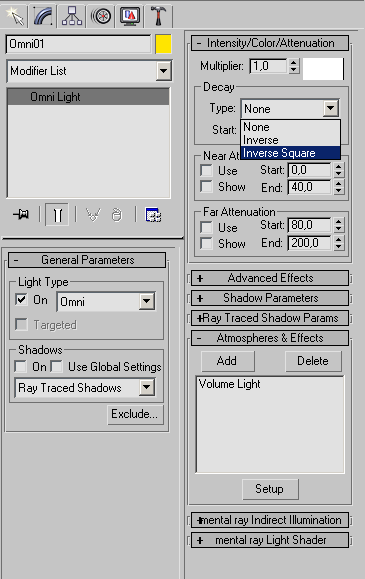 Omni01
Modifier List
Omni Light
- General Parameters
Light Type
On Omni
Targeted
Shadows
On Use Global Settings
Ray Traced Shadows
Exclude...
- Intensity/Color/Attenuation
Multiplier: 1,0
Decay
Type: None
None
Inverse
Inverse Square
Start:
Near At
Use Start: 0,0
Show End: 40,0
Far Attenuation
Use Start: 80,0
Show End: 200,0
+ Advanced Effects
+ Shadow Parameters
+ Ray Traced Shadow Params
- Atmospheres & Effects
Add Delete
Volume Light
Setup
+ mental ray Indirect Illumination
+ mental ray Light Shader